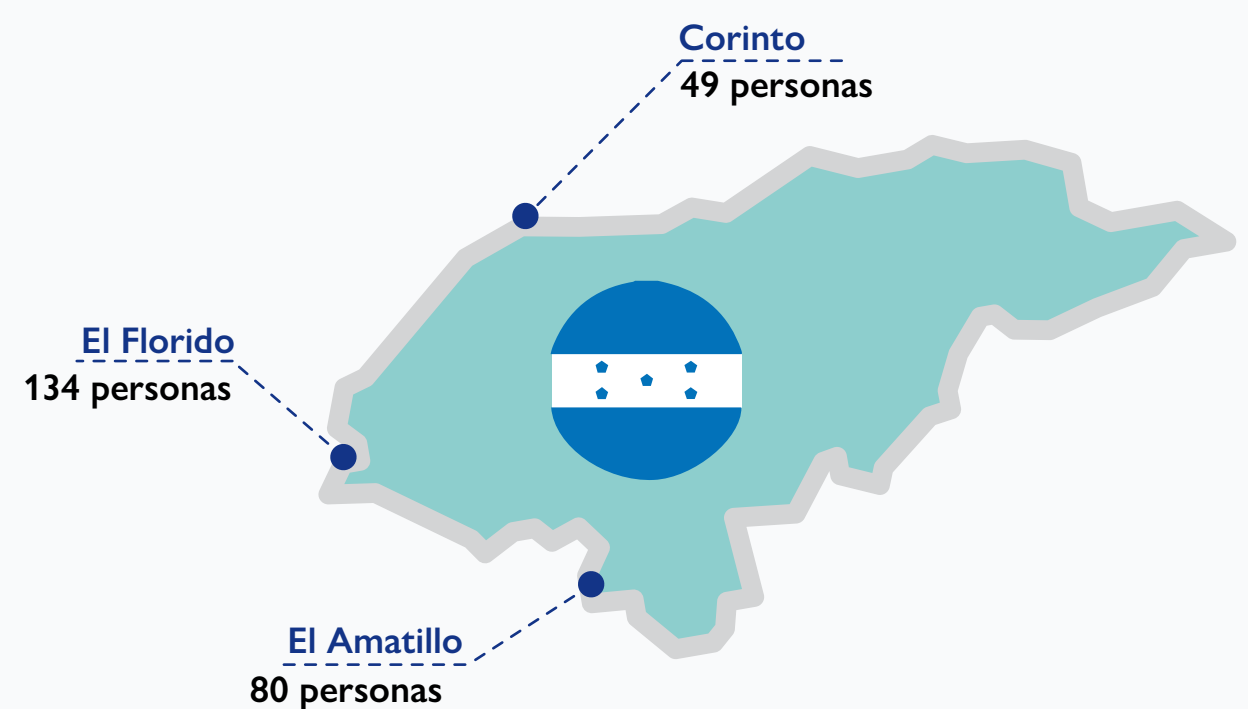 Corinto
49 personas
El Florido
134 personas
El Amatillo
80 personas